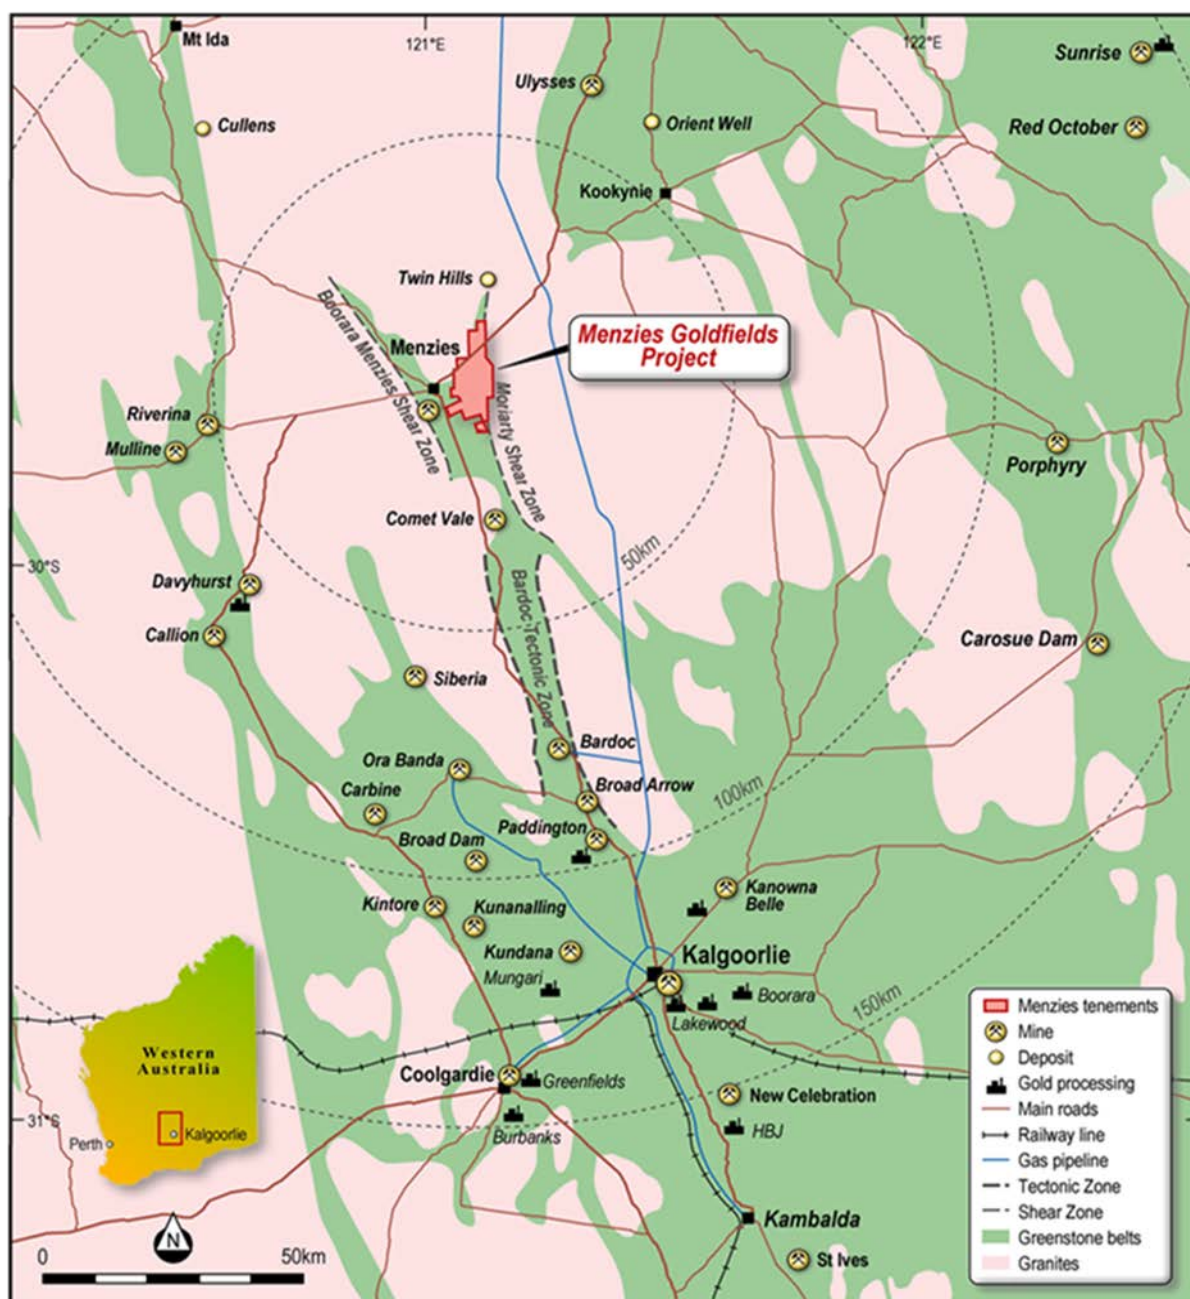 Mt Ida
121°E
122°E
Sunrise
Ulysses
Cullens
Orient Well
Red October
Kookynie
Twin Hills
Boorara Menzies Shear Zone
Menzies
Menzies Goldfields
Project
Moriarty Shear Zone
Riverina
Mulline
Porphyry
Comet Vale
50km
30°S
Davyhurst
Bardoc Tectonic Zone
Callion
Carosue Dam
Siberia
Bardoc
Ora Banda
Carbine
Broad Arrow
100km
Paddington
Broad Dam
Kanowna
Belle
Kintore
Kunanalling
Kundana
Kalgoorlie
Mungari
Boorara
150km
Lakewood
Western
Australia
Perth
Kalgoorlie
Coolgardie
Greenfields
New Celebration
31°S
Burbanks
HBJ
Kambalda
St Ives
N
0
50km
Menzies tenements
Mine
Deposit
Gold processing
Main roads
Railway line
Gas pipeline
Tectonic Zone
Shear Zone
Greenstone belts
Granites